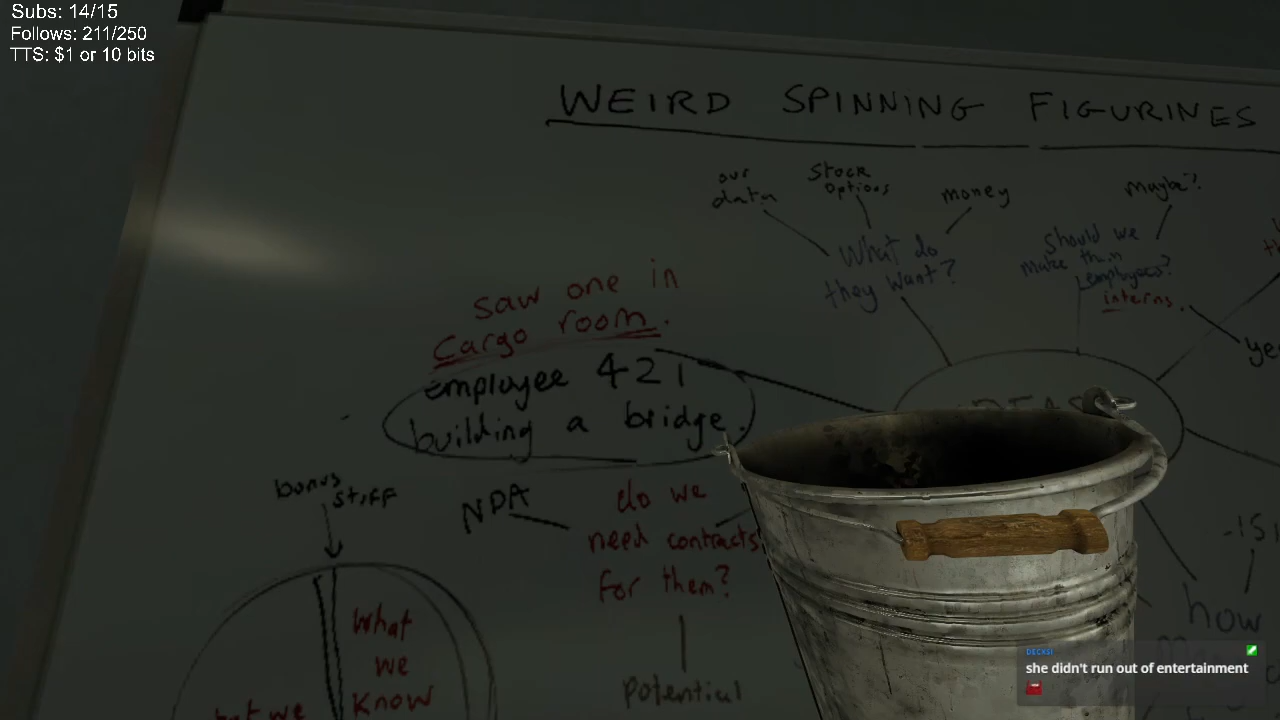 Subs: 14/15
Follows: 211/250
TTS: $1 or 10 bits
WEIRD SPINNING FIGURINES
our
data
Stock
Options
money
maybe?
What do
they want?
Should we
make them
employees?
interns.
saw one in
Cargo room.
employee 421
building a bridge.
bonus
stiff
NDA
do we
need contracts
for them?
What
we
know
potential
how
-15
DECKS!
she didn't run out of entertainment